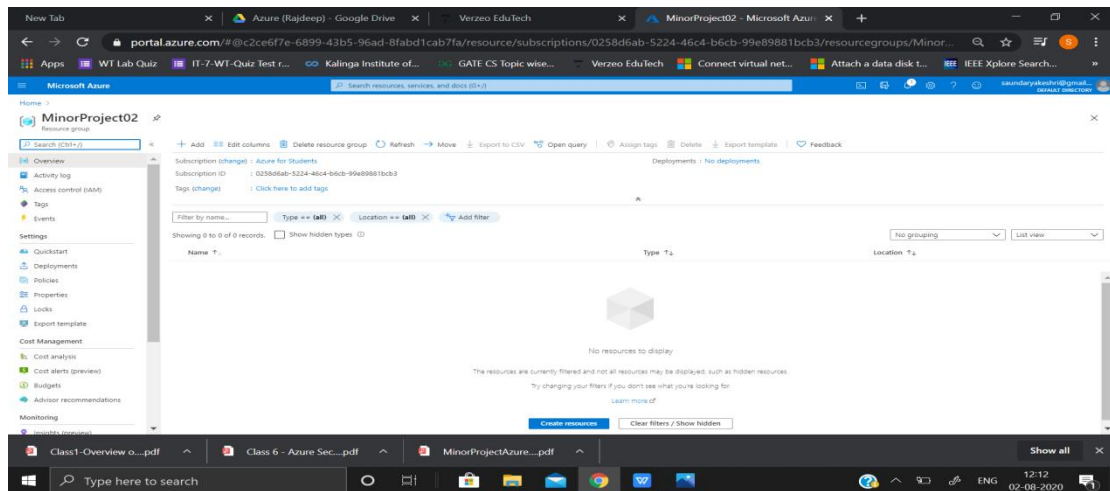 New Tab
Azure (Rajdeep) - Google Drive
Verzeo EduTech
MinorProject02 - Microsoft Azur
portal.azure.com/#@c2ce6f7e-6899-43b5-96ad-8fabd1cab7fa/resource/subscriptions/0258d6ab-5224-46c4-b6cb-99e89881bcb3/resourcegroups/Minor...
S
Apps
WT Lab Quiz
IT-7-WT-Quiz Test r...
Kalinga Institute of...
GATE CS Topic wise...
Verzeo EduTech
Connect virtual net...
Attach a data disk t...
IEEE Xplore Search...
Microsoft Azure
Search resources, services, and docs (G+/)
saundaryakeshri@gmail...
DEFAULT DIRECTORY
Home >
MinorProject02
Resource group
Search (Ctrl+/)
Add
Edit columns
Delete resource group
Refresh
Move
Export to CSV
Open query
Assign tags
Delete
Export template
Feedback
Overview
Activity log
Access control (IAM)
Tags
Events
Settings
Quickstart
Deployments
Policies
Properties
Locks
Export template
Cost Management
Cost analysis
Cost alerts (preview)
Budgets
Advisor recommendations
Monitoring
Insights (preview)
Subscription (change) : Azure for Students
Deployments : No deployments
Subscription ID : 0258d6ab-5224-46c4-b6cb-99e89881bcb3
Tags (change) : Click here to add tags
Filter by name...
Type == (all)
Location == (all)
Add filter
Showing 0 to 0 of 0 records.
Show hidden types
No grouping
List view
Name
Type
Location
No resources to display
The resources are currently filtered and not all resources may be displayed, such as hidden resources.
Try changing your filters if you don't see what you're looking for.
Learn more
Create resources
Clear filters / Show hidden
Class1-Overview o....pdf
Class 6 - Azure Sec....pdf
MinorProjectAzure....pdf
Show all
Type here to search
ENG
12:12
02-08-2020